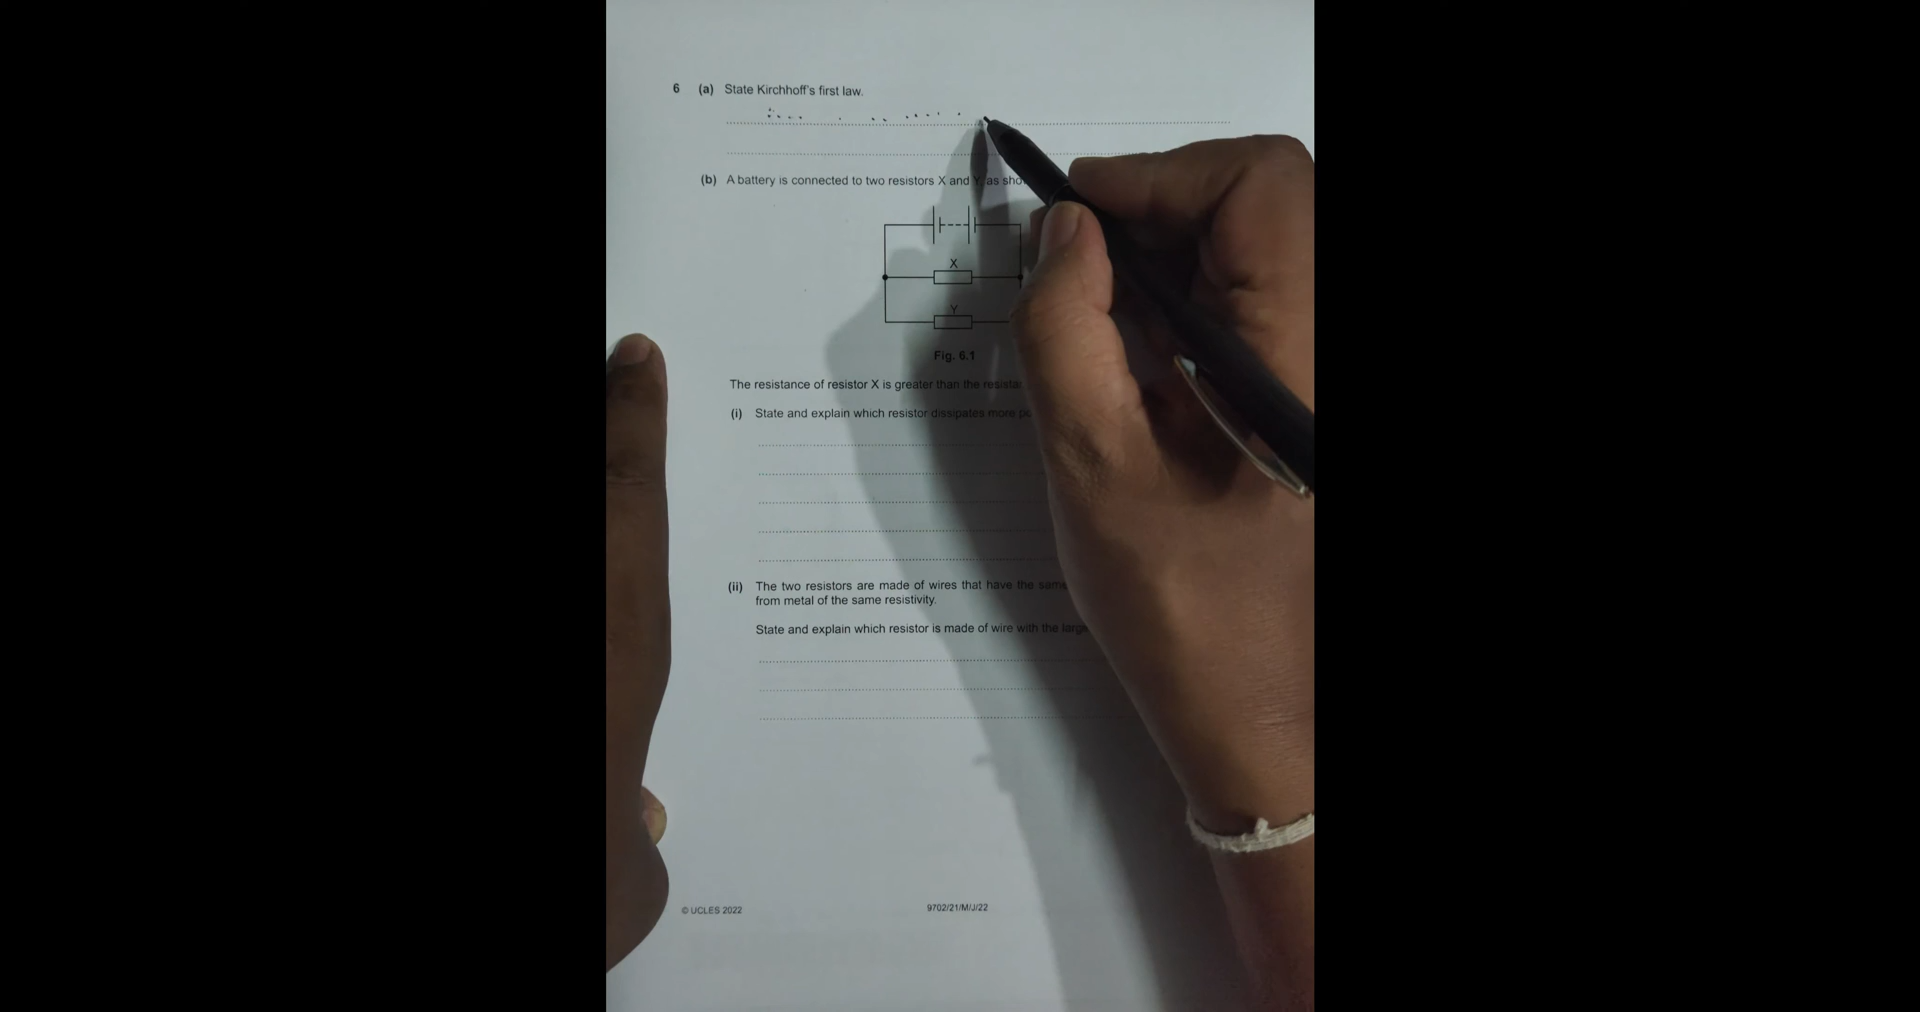 6 (a) State Kirchhoff's first law.
(b) A battery is connected to two resistors X and Y, as
X
Y
Fig. 6.1
The resistance of resistor X is greater than the
(i) State and explain which resistor dissipates more
(ii) The two resistors are made of wires that have the same
from metal of the same resistivity.
State and explain which resistor is made of wire with the
© UCLES 2022
9702/21/M/J/22